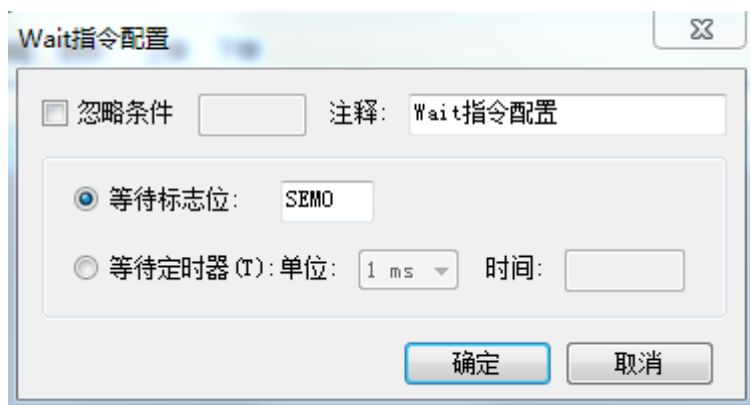 Wait指令配置
忽略条件 注释: Wait指令配置
等待标志位: SEM0
等待定时器(T):单位: 1 ms 时间:
确定 取消